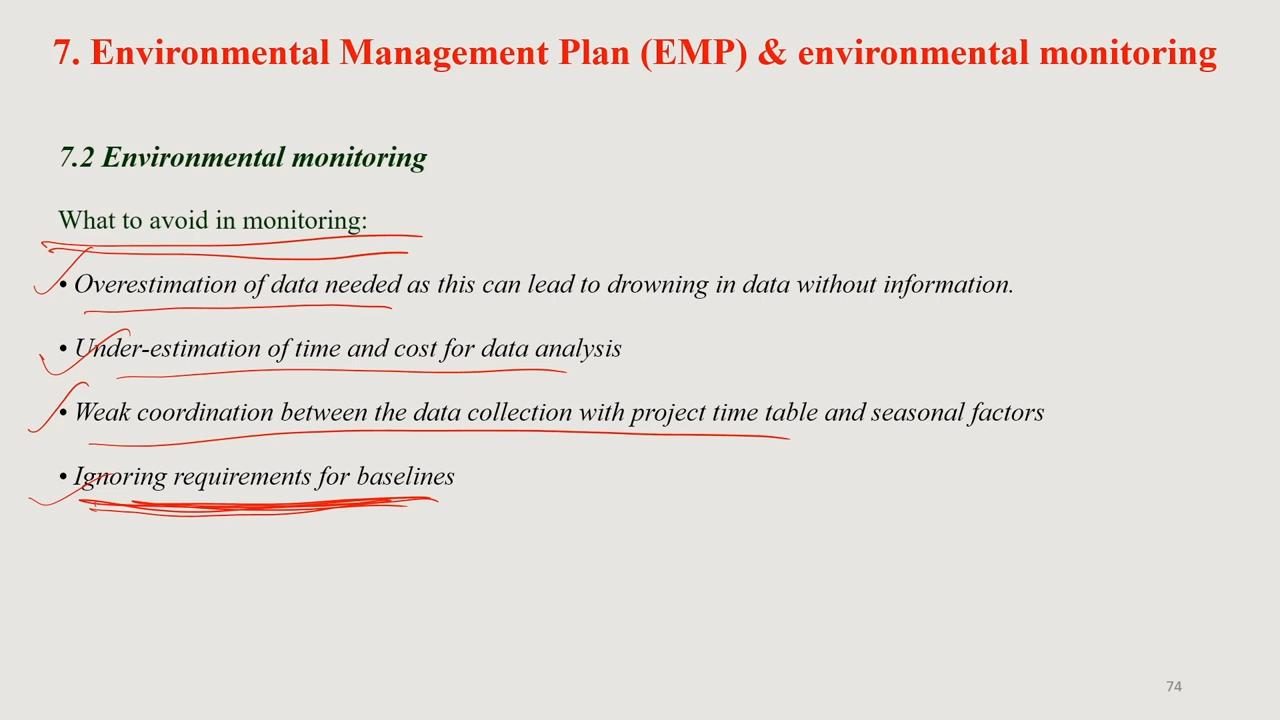 7. Environmental Management Plan (EMP) & environmental monitoring
7.2 Environmental monitoring
What to avoid in monitoring:
• Overestimation of data needed as this can lead to drowning in data without information.
• Under-estimation of time and cost for data analysis
• Weak coordination between the data collection with project time table and seasonal factors
• Ignoring requirements for baselines
74